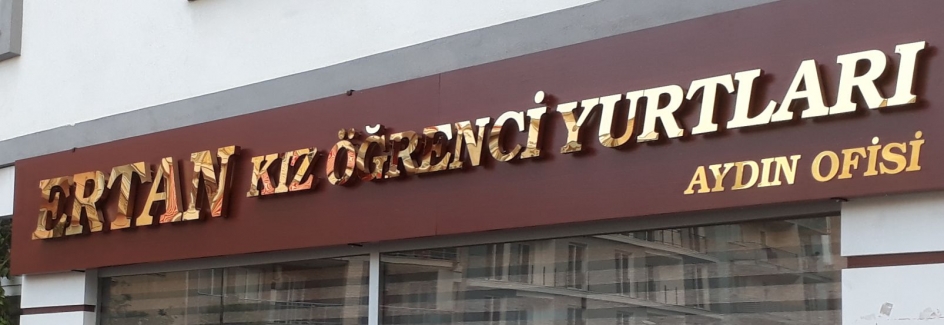 ERTAN KIZ ÖĞRENCİ YURTLARI
AYDIN OFİSİ